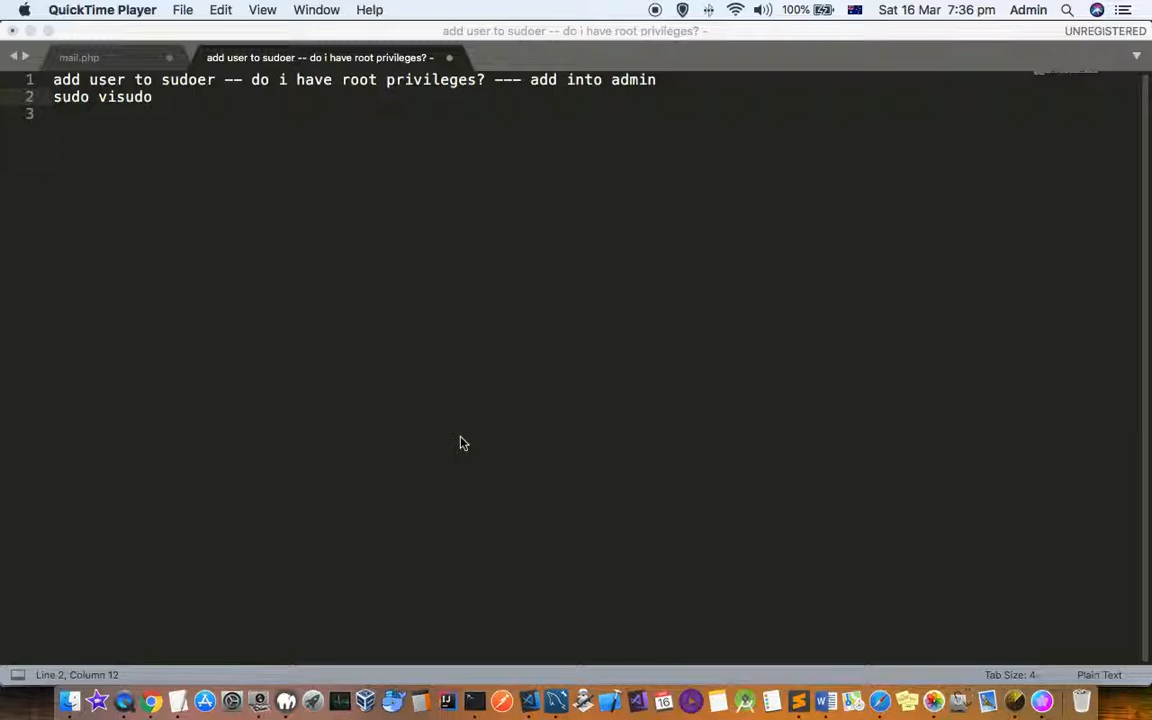 QuickTime Player File Edit View Window Help 100% Sat 16 Mar 7:36 pm Admin
add user to sudoer -- do i have root privileges? - UNREGISTERED
mail.php add user to sudoer -- do i have root privileges? -
1 add user to sudoer -- do i have root privileges? --- add into admin
2 sudo visudo
3
Line 2, Column 12 Tab Size: 4 Plain Text
16